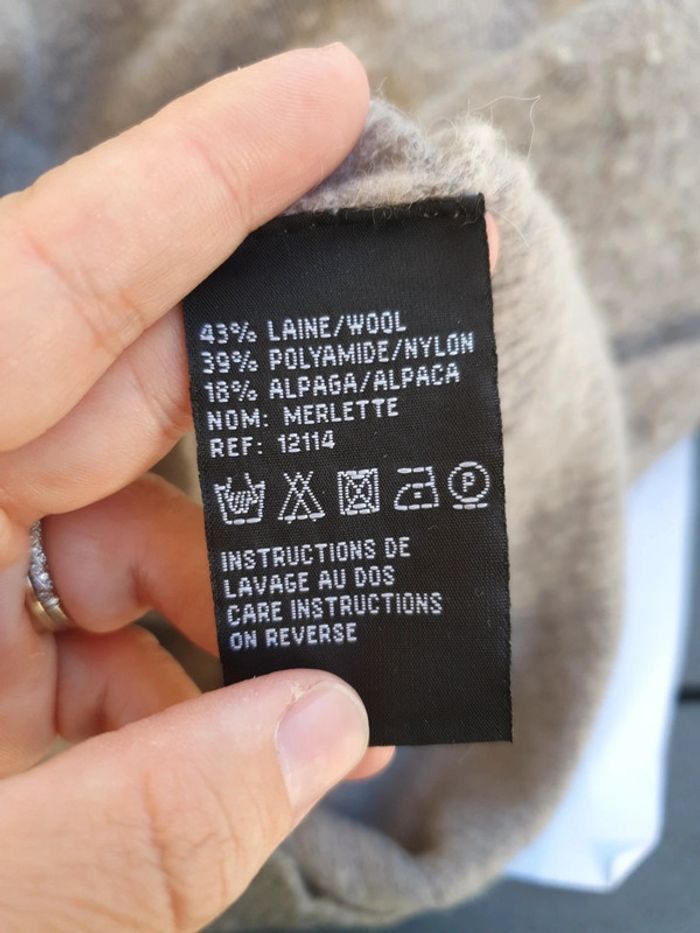 43% LAINE/WOOL
39% POLYAMIDE/NYLON
18% ALPAGA/ALPACA
NOM: MERLETTE
REF: 12114
P
INSTRUCTIONS DE
LAVAGE AU DOS
CARE INSTRUCTIONS
ON REVERSE